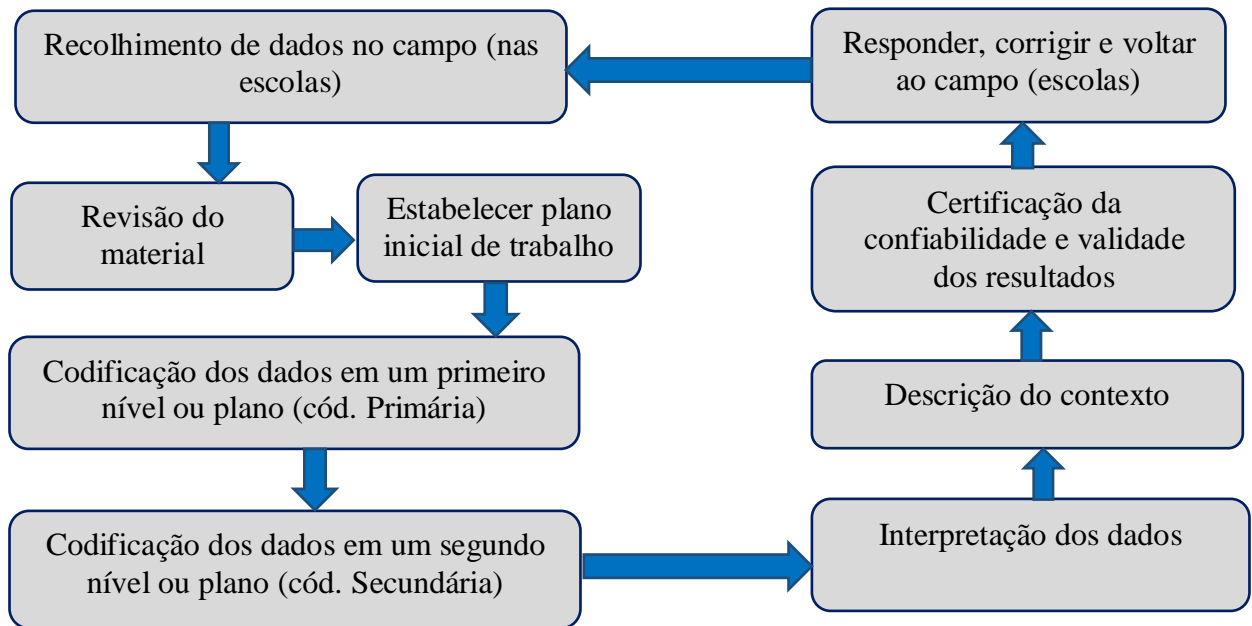 Recolhimento de dados no campo (nas
escolas)
Revisão do
material
Estabelecer plano
inicial de trabalho
Codificação dos dados em um primeiro
nível ou plano (cód. Primária)
Codificação dos dados em um segundo
nível ou plano (cód. Secundária)
Interpretação dos dados
Descrição do contexto
Certificação da
confiabilidade e validade
dos resultados
Responder, corrigir e voltar
ao campo (escolas)